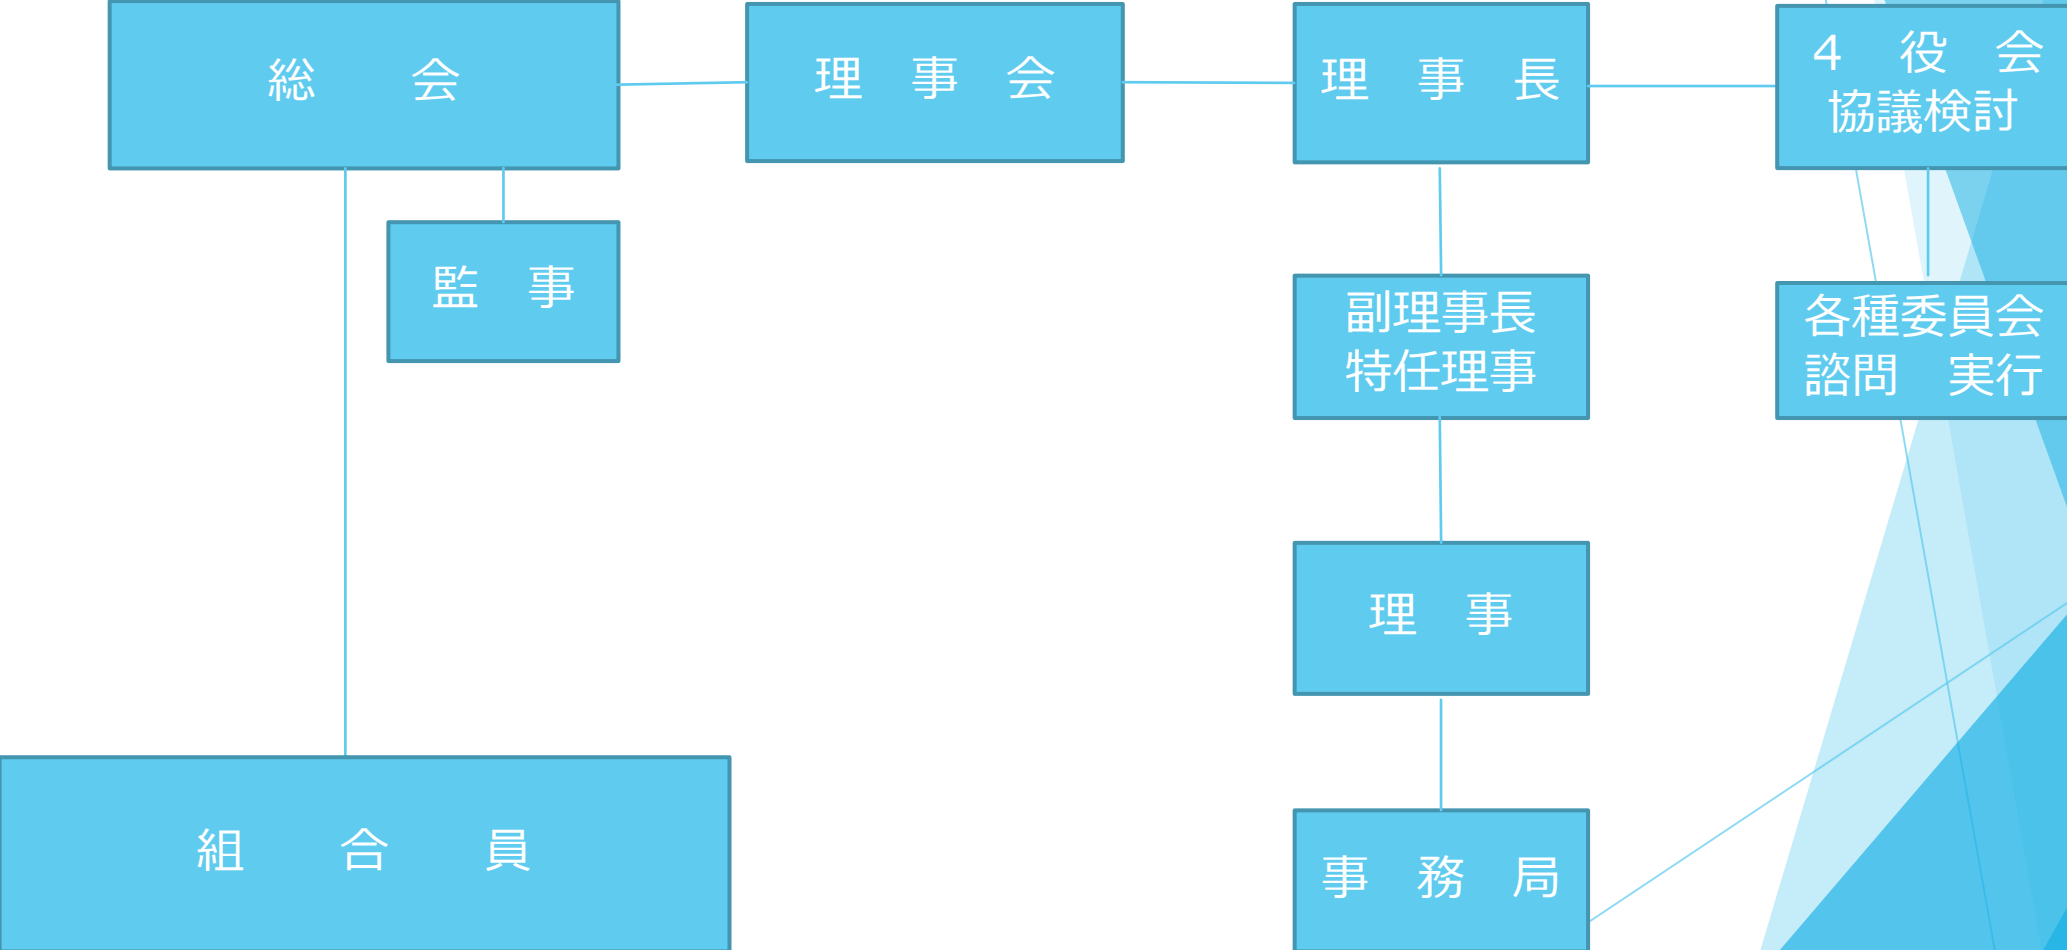 総　　会
理　事　会
理　事　長
４　役　会
協議検討
監　事
副理事長
特任理事
各種委員会
諮問　実行
理　事
組　　合　　員
事　務　局